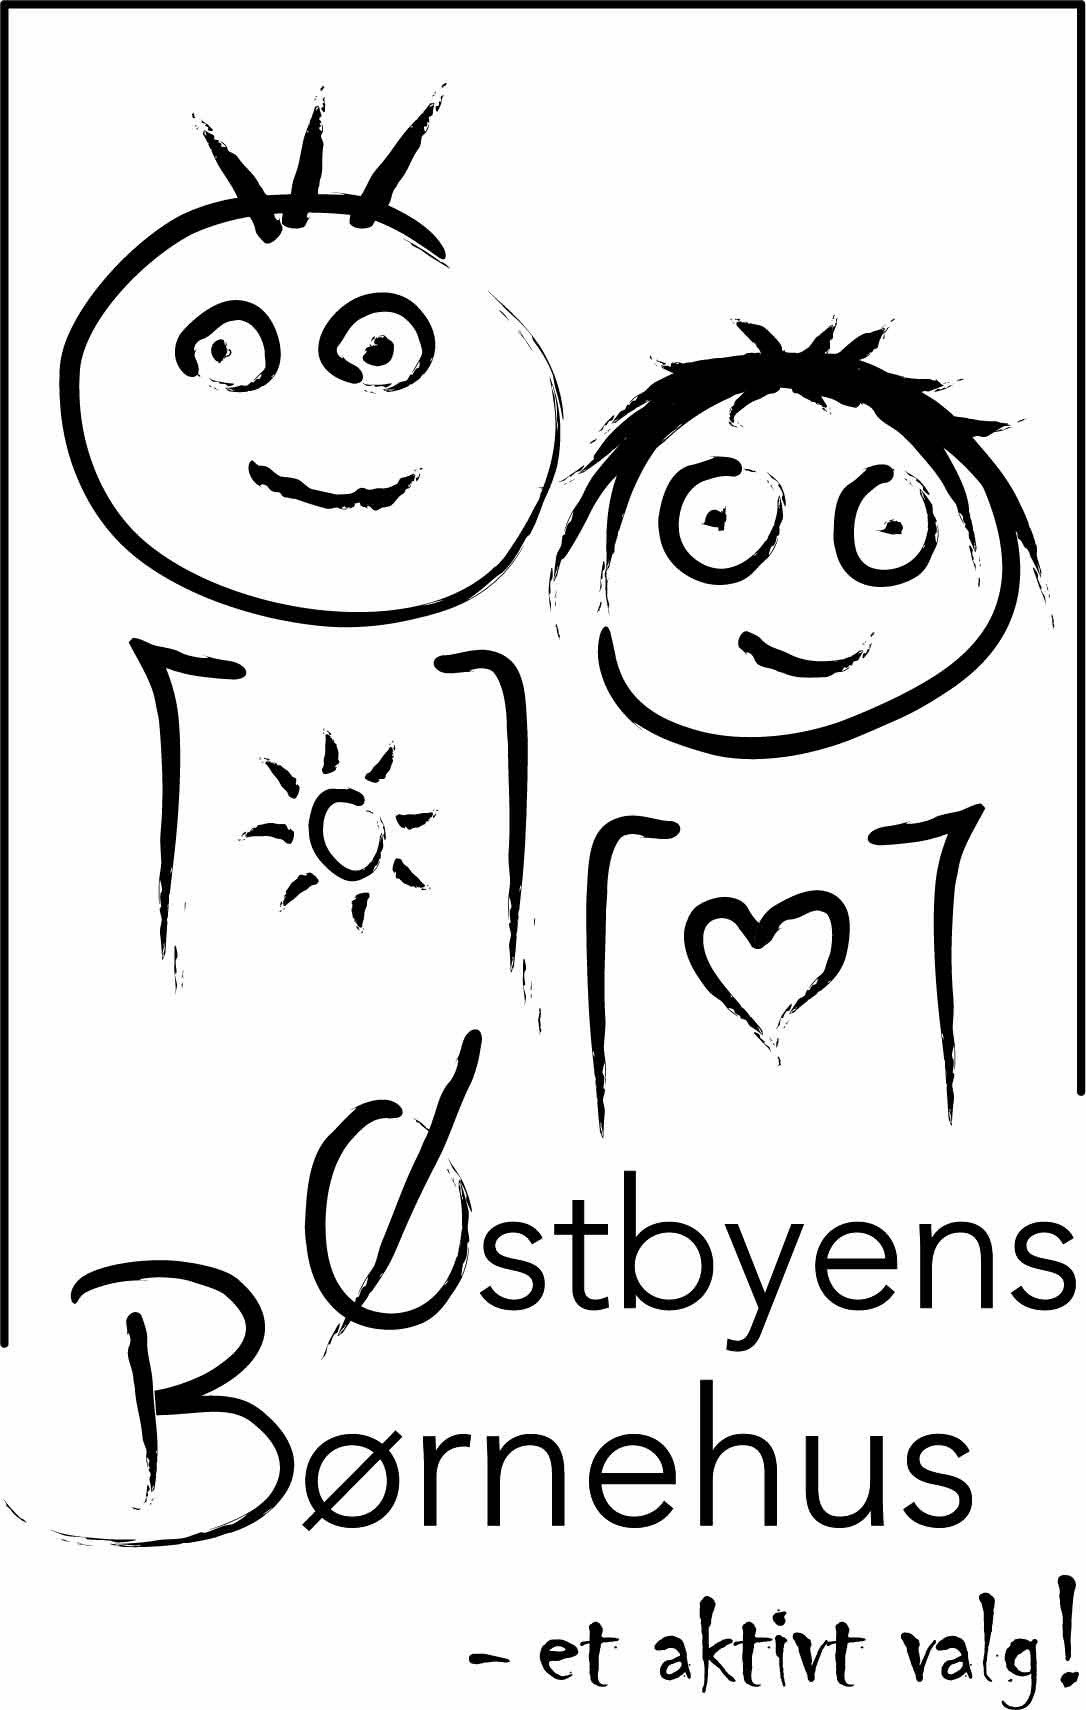 Østbyens
Børnehus
- et aktivt valg!